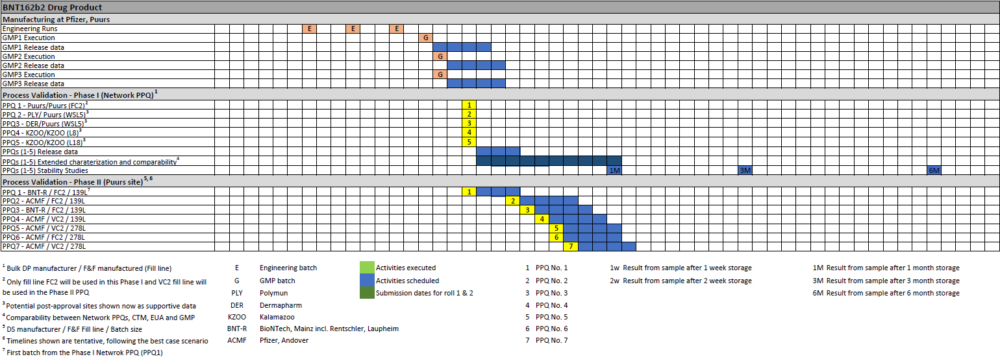 BNT162b2 Drug Product
Manufacturing at Pfizer, Puurs
Engineering Runs E E E
GMP1 Execution G
GMP1 Release data
GMP2 Execution G
GMP2 Release data
GMP3 Execution G
GMP3 Release data
Process Validation - Phase I (Network PPQ) 1
PPQ 1 - Puurs/Puurs (FC2) 2 1
PPQ 2 - PLY/ Puurs (WSL5) 3 2
PPQ3 - DER/Puurs (WSL5) 3 3
PPQ4 - KZOO/KZOO (L8) 3 4
PPQ5 - KZOO/KZOO (L18) 3 5
PPQs (1-5) Release data
PPQs (1-5) Extended charaterization and comparability 4
PPQs (1-5) Stability Studies 1M 3M 6M
Process Validation - Phase II (Puurs site) 5, 6
PPQ 1 - BNT-R / FC2 / 139L 7 1
PPQ2 - ACMF / FC2 / 139L 2
PPQ3 - BNT-R / FC2 / 139L 3
PPQ4 - ACMF / VC2 / 139L 4
PPQ5 - ACMF / VC2 / 278L 5
PPQ6 - ACMF / FC2 / 278L 6
PPQ7 - ACMF / VC2 / 278L 7
1 Bulk DP manufacturer / F&F manufactured (Fill line)
2 Only fill line FC2 will be used in this Phase I and VC2 fill line will
be used in the Phase II PPQ
3 Potential post-approval sites shown now as supportive data
4 Comparability between Network PPQs, CTM, EUA and GMP
5 DS manufacturer / F&F Fill line / Batch size
6 Timelines shown are tentative, following the best case scenario
7 First batch from the Phase I Netwrok PPQ (PPQ1)
E Engineering batch
G GMP batch
PLY Polymun
DER Dermapharm
KZOO Kalamazoo
BNT-R BioNTech, Mainz incl. Rentschler, Laupheim
ACMF Pfizer, Andover
Activities executed
Activities scheduled
Submission dates for roll 1 & 2
1 PPQ No. 1
2 PPQ No. 2
3 PPQ No. 3
4 PPQ No. 4
5 PPQ No. 5
6 PPQ No. 6
7 PPQ No. 7
1w Result from sample after 1 week storage
2w Result from sample after 2 week storage
1M Result from sample after 1 month storage
3M Result from sample after 3 month storage
6M Result from sample after 6 month storage